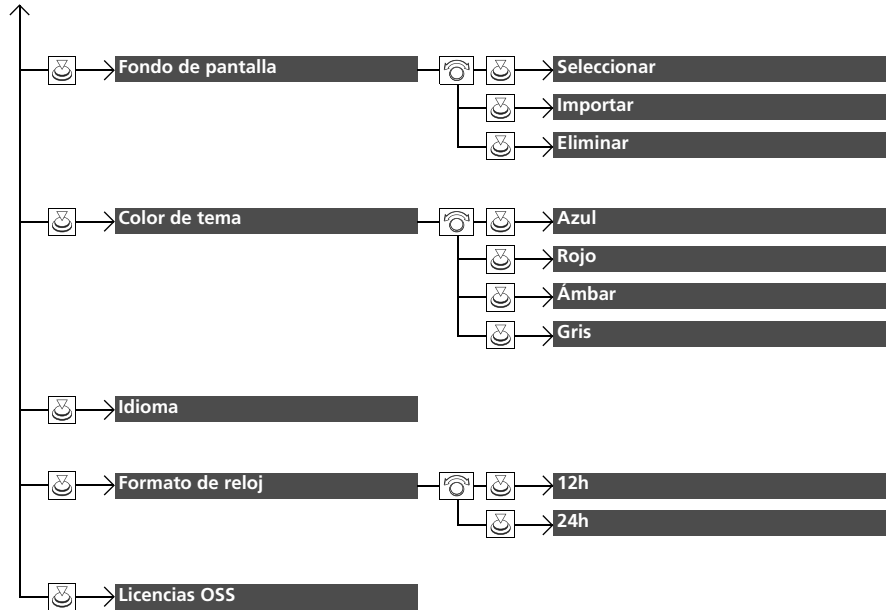 Fondo de pantalla
Seleccionar
Importar
Eliminar
Color de tema
Azul
Rojo
Ámbar
Gris
Idioma
Formato de reloj
12h
24h
Licencias OSS